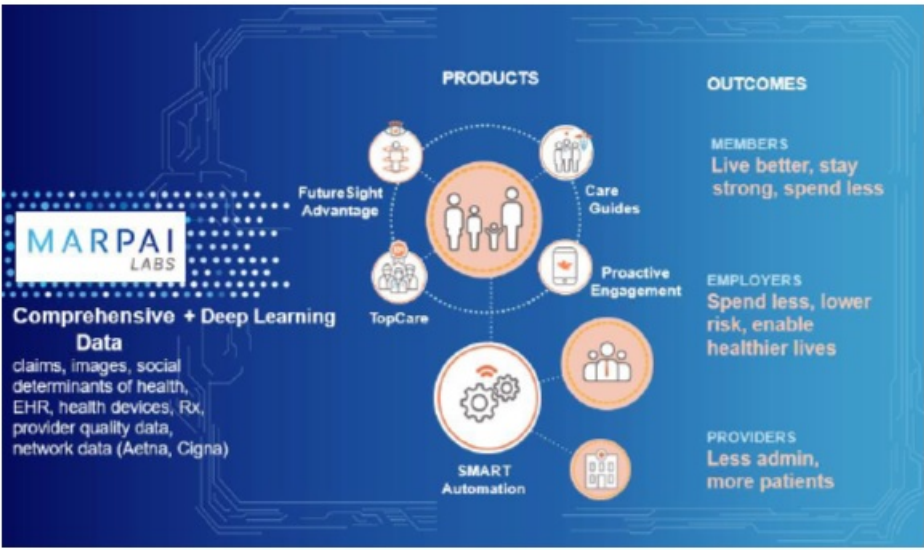 MARPAI
LABS
Comprehensive + Deep Learning
Data
claims, images, social
determinants of health,
EHR, health devices, Rx,
provider quality data,
network data (Aetna, Cigna)
PRODUCTS
FutureSight
Advantage
Care
Guides
TopCare
Proactive
Engagement
SMART
Automation
OUTCOMES
MEMBERS
Live better, stay
strong, spend less
EMPLOYERS
Spend less, lower
risk, enable
healthier lives
PROVIDERS
Less admin,
more patients